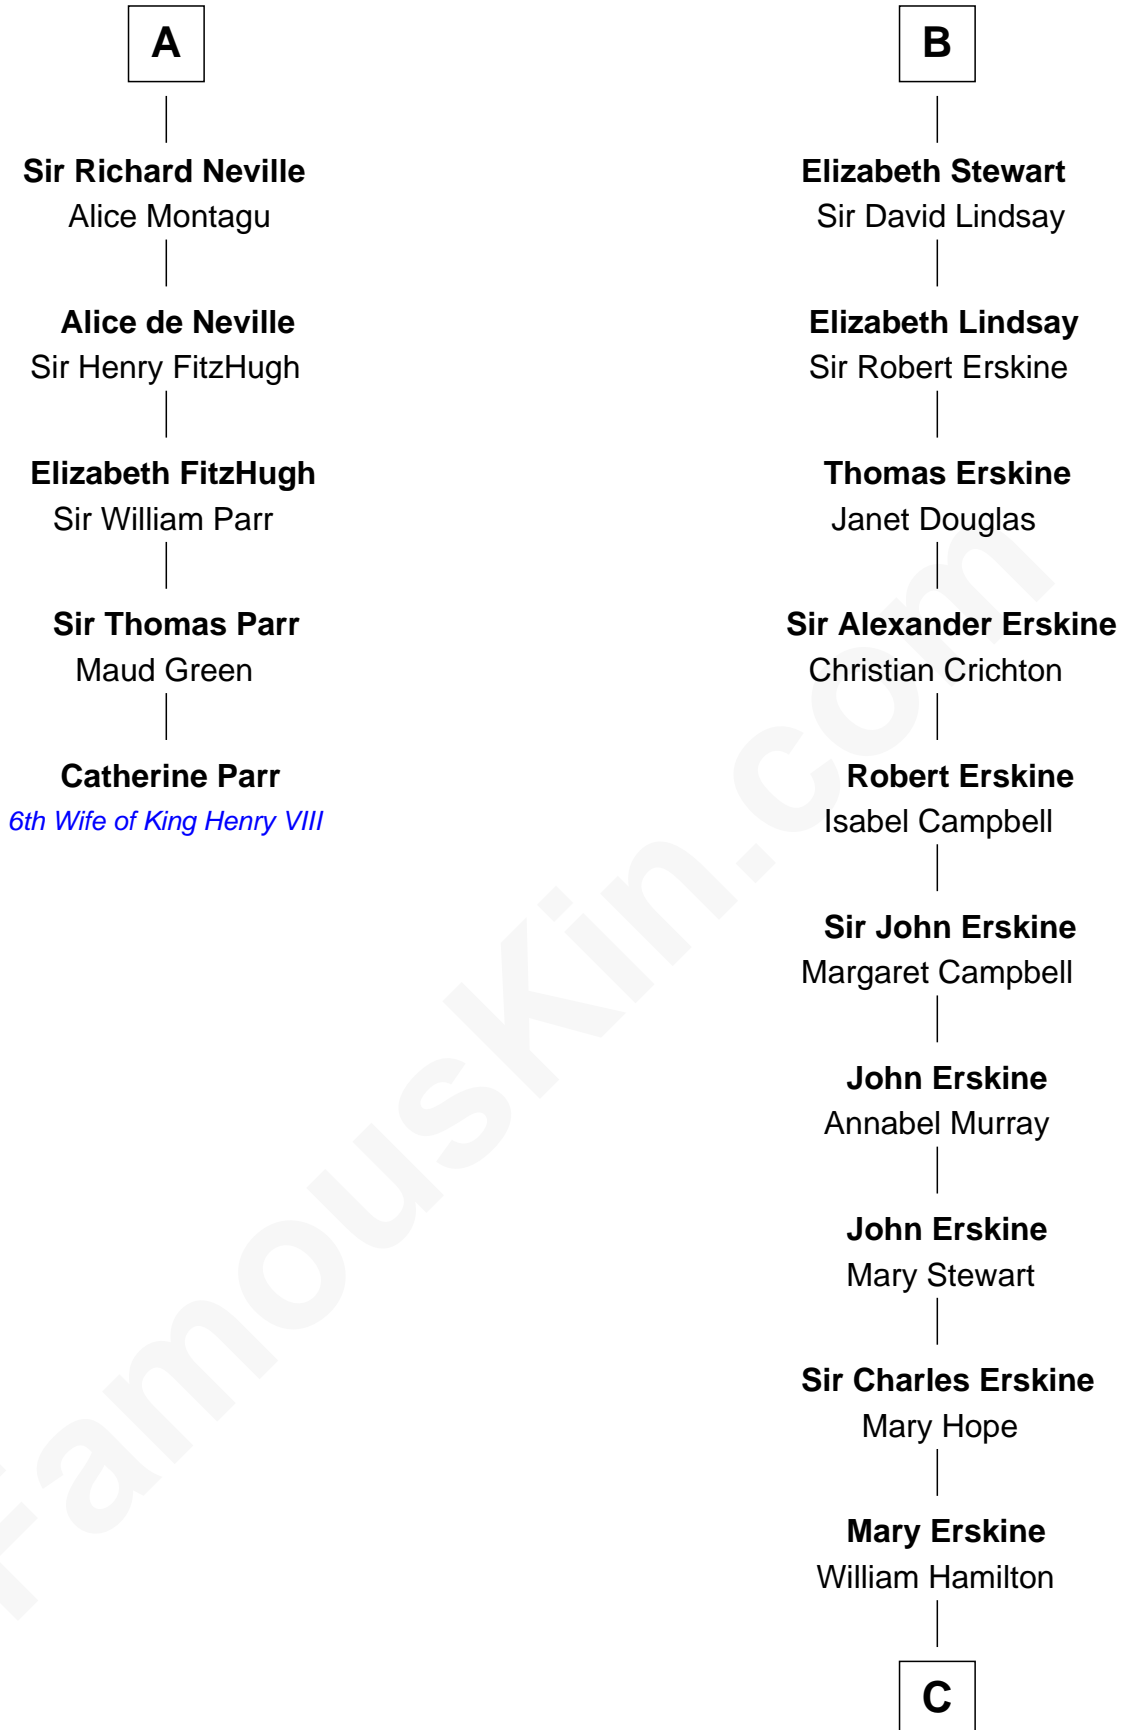 A
Sir Richard Neville
Alice Montagu
Alice de Neville
Sir Henry FitzHugh
Elizabeth FitzHugh
Sir William Parr
Sir Thomas Parr
Maud Green
Catherine Parr
6th Wife of King Henry VIII
B
Elizabeth Stewart
Sir David Lindsay
Elizabeth Lindsay
Sir Robert Erskine
Thomas Erskine
Janet Douglas
Sir Alexander Erskine
Christian Crichton
Robert Erskine
Isabel Campbell
Sir John Erskine
Margaret Campbell
John Erskine
Annabel Murray
John Erskine
Mary Stewart
Sir Charles Erskine
Mary Hope
Mary Erskine
William Hamilton
C
FamousKin.com